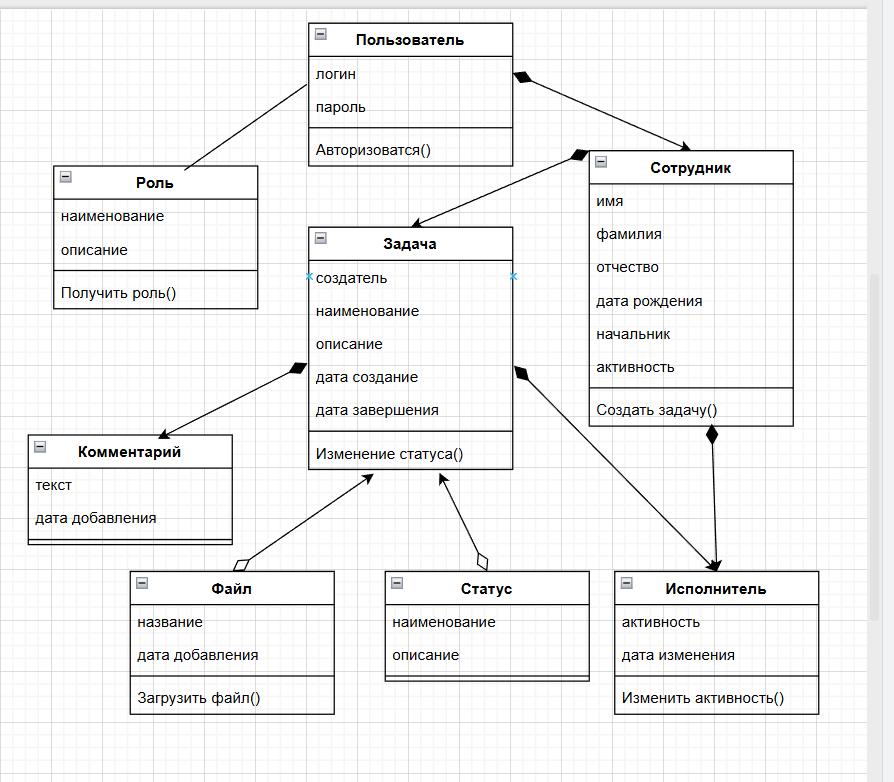 Пользователь
логин
пароль
Авторизоватся()
Роль
наименование
описание
Получить роль()
Сотрудник
имя
фамилия
отчество
дата рождения
начальник
активность
Создать задачу()
Задача
создатель
наименование
описание
дата создание
дата завершения
Изменение статуса()
Комментарий
текст
дата добавления
Файл
название
дата добавления
Загрузить файл()
Статус
наименование
описание
Исполнитель
активность
дата изменения
Изменить активность()